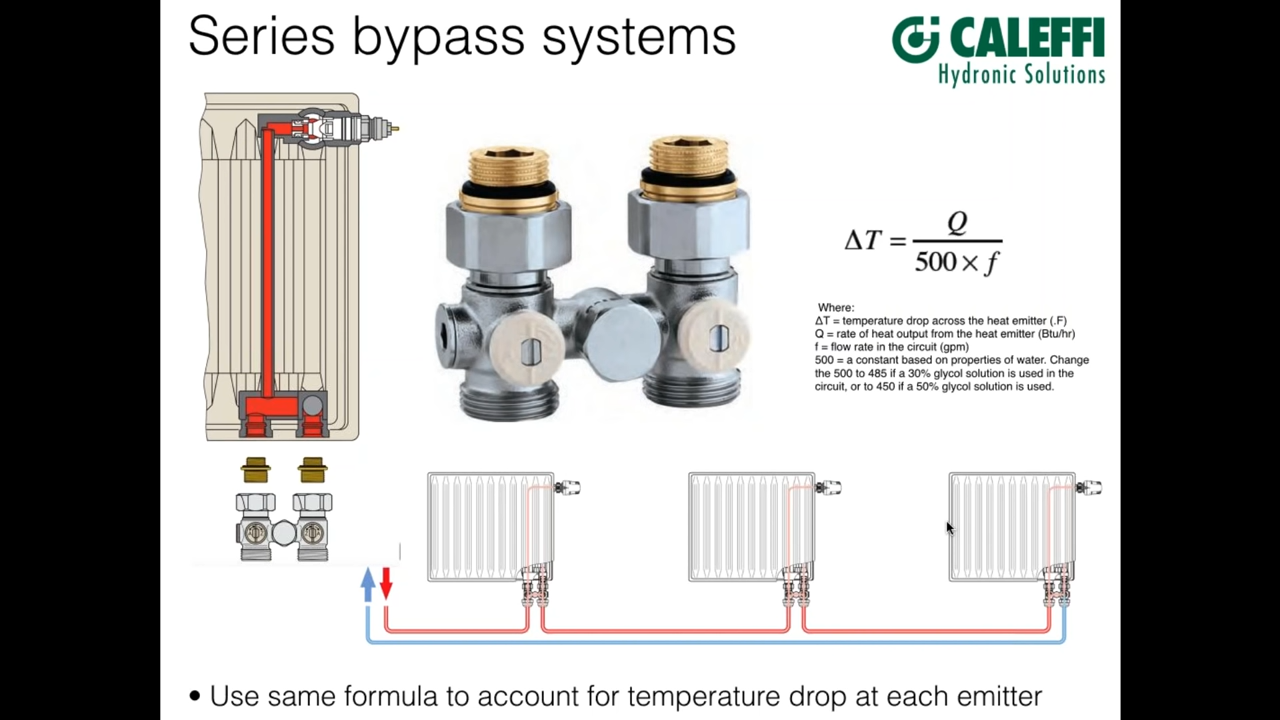 Series bypass systems
CALEFFI
Hydronic Solutions
ΔT = Q / 500 × f
Where:
ΔT = temperature drop across the heat emitter (.F)
Q = rate of heat output from the heat emitter (Btu/hr)
f = flow rate in the circuit (gpm)
500 = a constant based on properties of water. Change
the 500 to 485 if a 30% glycol solution is used in the
circuit, or to 450 if a 50% glycol solution is used.
• Use same formula to account for temperature drop at each emitter